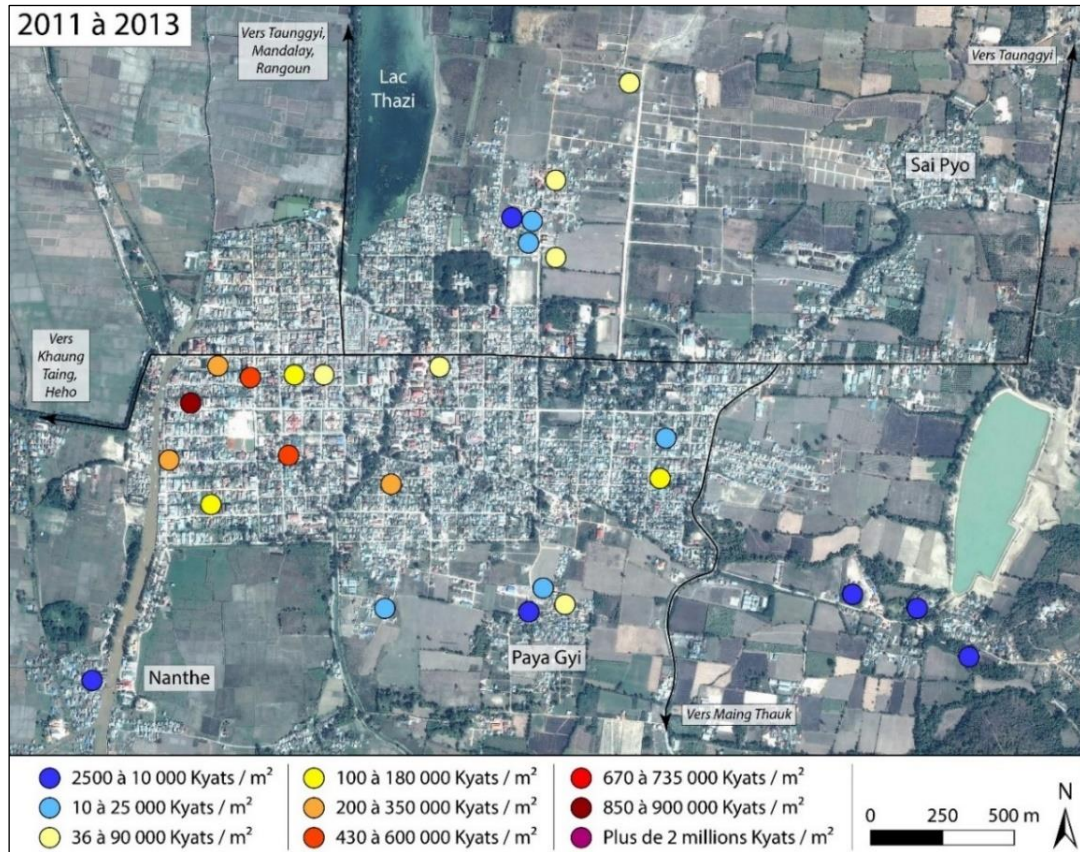 2011 à 2013
Vers Taunggyi,
Mandalay,
Rangoun
Lac
Thazi
Vers Taunggyi
Sai Pyo
Vers
Khaung
Taing,
Heho
Nanthe
Paya Gyi
Vers Maing Thauk
2500 à 10 000 Kyats / m²
10 à 25 000 Kyats / m²
36 à 90 000 Kyats / m²
100 à 180 000 Kyats / m²
200 à 350 000 Kyats / m²
430 à 600 000 Kyats / m²
670 à 735 000 Kyats / m²
850 à 900 000 Kyats / m²
Plus de 2 millions Kyats / m²
0 250 500 m
N